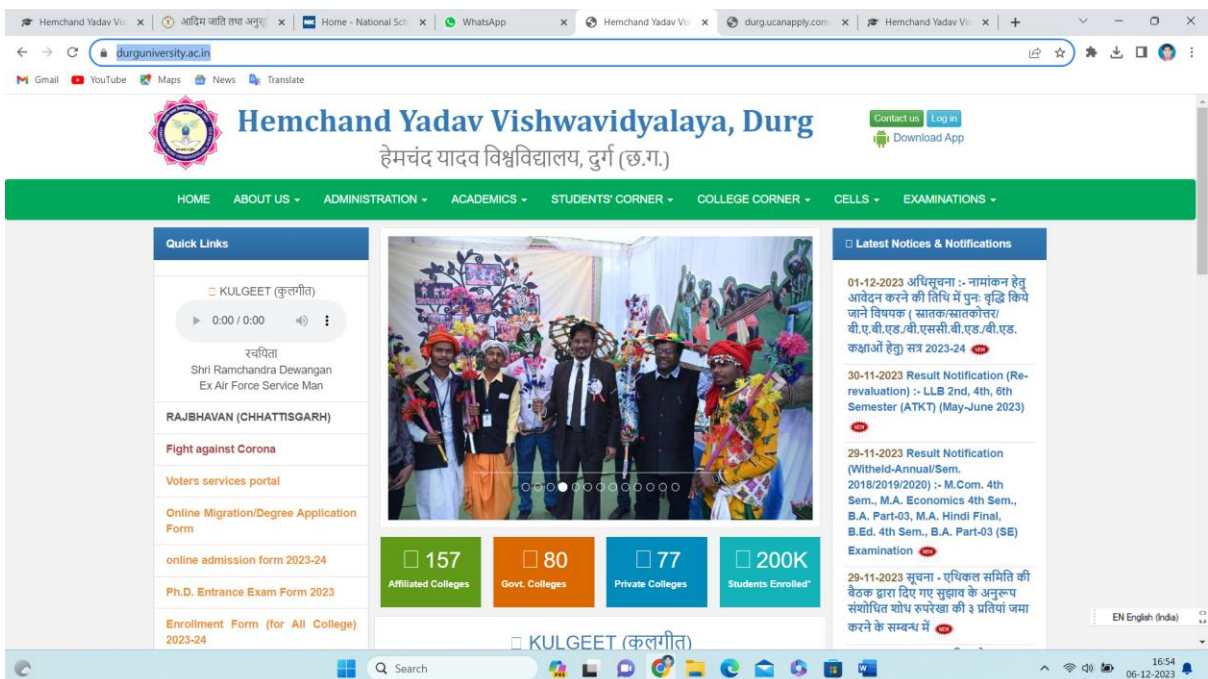 Hemchand Yadav Vis
आदिम जाति तथा अनुसू
Home - National Sch
WhatsApp
Hemchand Yadav Vis
durg.ucanapply.com
Hemchand Yadav Vis
durguniversity.ac.in
Gmail YouTube Maps News Translate
Hemchand Yadav Vishwavidyalaya, Durg
हेमचंद यादव विश्वविद्यालय, दुर्ग (छ.ग.)
Contact us Log in
Download App
HOME ABOUT US ADMINISTRATION ACADEMICS STUDENTS' CORNER COLLEGE CORNER CELLS EXAMINATIONS
Quick Links
KULGEET (कुलगीत)
0:00 / 0:00
रचयिता
Shri Ramchandra Dewangan
Ex Air Force Service Man
RAJBHAVAN (CHHATTISGARH)
Fight against Corona
Voters services portal
Online Migration/Degree Application
Form
online admission form 2023-24
Ph.D. Entrance Exam Form 2023
Enrollment Form (for All College)
2023-24
157
Affiliated Colleges
80
Govt. Colleges
77
Private Colleges
200K
Students Enrolled*
KULGEET (कुलगीत)
Latest Notices & Notifications
01-12-2023 अधिसूचना :- नामांकन हेतु
आवेदन करने की तिथि में पुनः वृद्धि किये
जाने विषयक ( स्नातक/स्नातकोत्तर/
बी.ए.बी.एड./बी.एससी.बी.एड./बी.एड.
कक्षाओं हेतु) सत्र 2023-24 NEW
30-11-2023 Result Notification (Re-
revaluation) :- LLB 2nd, 4th, 6th
Semester (ATKT) (May-June 2023)
NEW
29-11-2023 Result Notification
(Witheld-Annual/Sem.
2018/2019/2020) :- M.Com. 4th
Sem., M.A. Economics 4th Sem.,
B.A. Part-03, M.A. Hindi Final,
B.Ed. 4th Sem., B.A. Part-03 (SE)
Examination NEW
29-11-2023 सूचना - एथिकल समिति की
बैठक द्वारा दिए गए सुझाव के अनुरूप
संशोधित शोध रुपरेखा की ३ प्रतियां जमा
करने के सम्बन्ध में NEW
EN English (India)
Search
16:54
06-12-2023